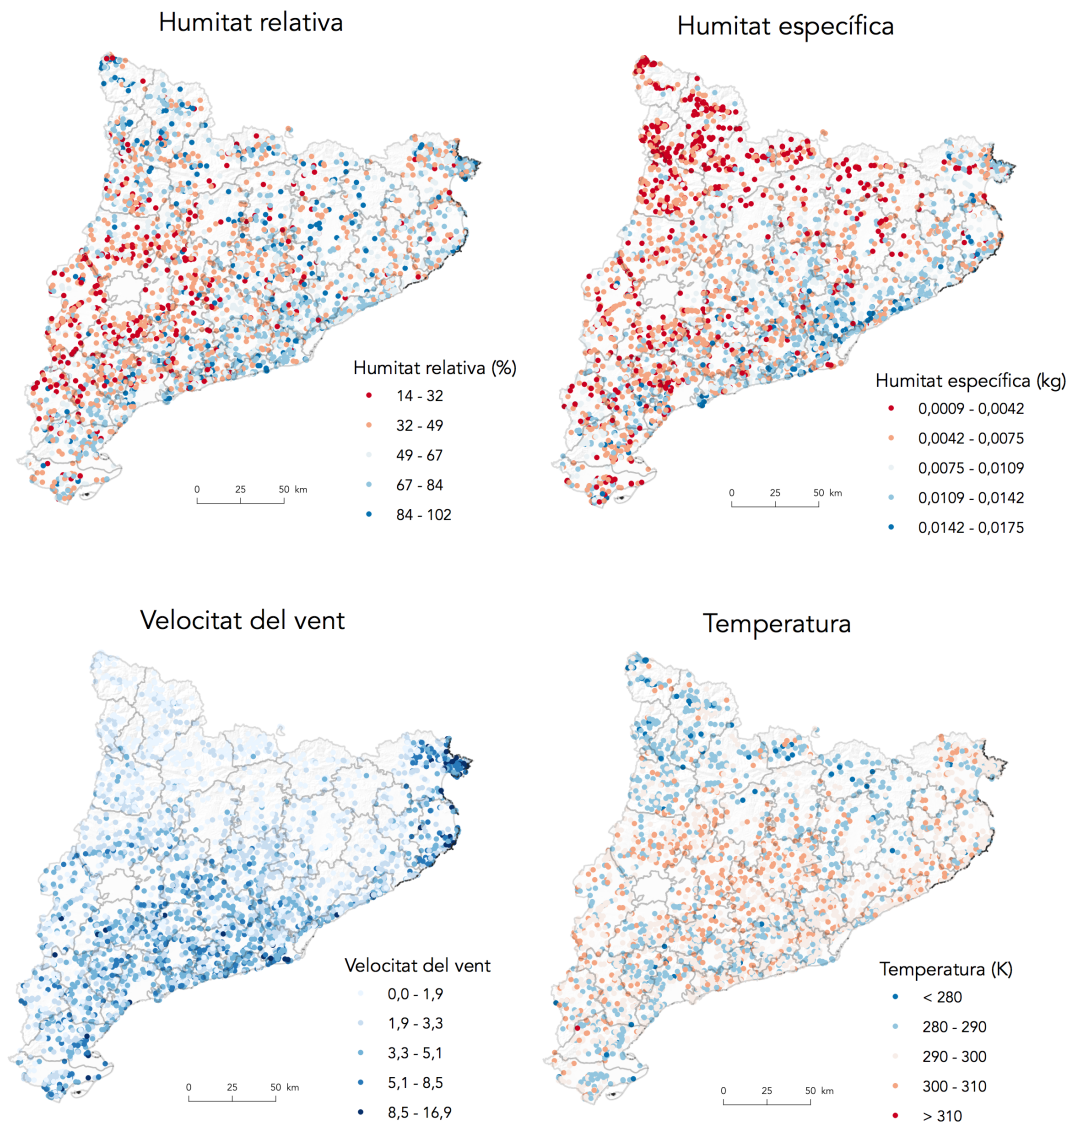 Humitat relativa
Humitat relativa (%)
14 - 32
32 - 49
49 - 67
67 - 84
84 - 102
0 25 50 km
Humitat específica
Humitat específica (kg)
0,0009 - 0,0042
0,0042 - 0,0075
0,0075 - 0,0109
0,0109 - 0,0142
0,0142 - 0,0175
0 25 50 km
Velocitat del vent
Velocitat del vent
0,0 - 1,9
1,9 - 3,3
3,3 - 5,1
5,1 - 8,5
8,5 - 16,9
0 25 50 km
Temperatura
Temperatura (K)
< 280
280 - 290
290 - 300
300 - 310
> 310
0 25 50 km